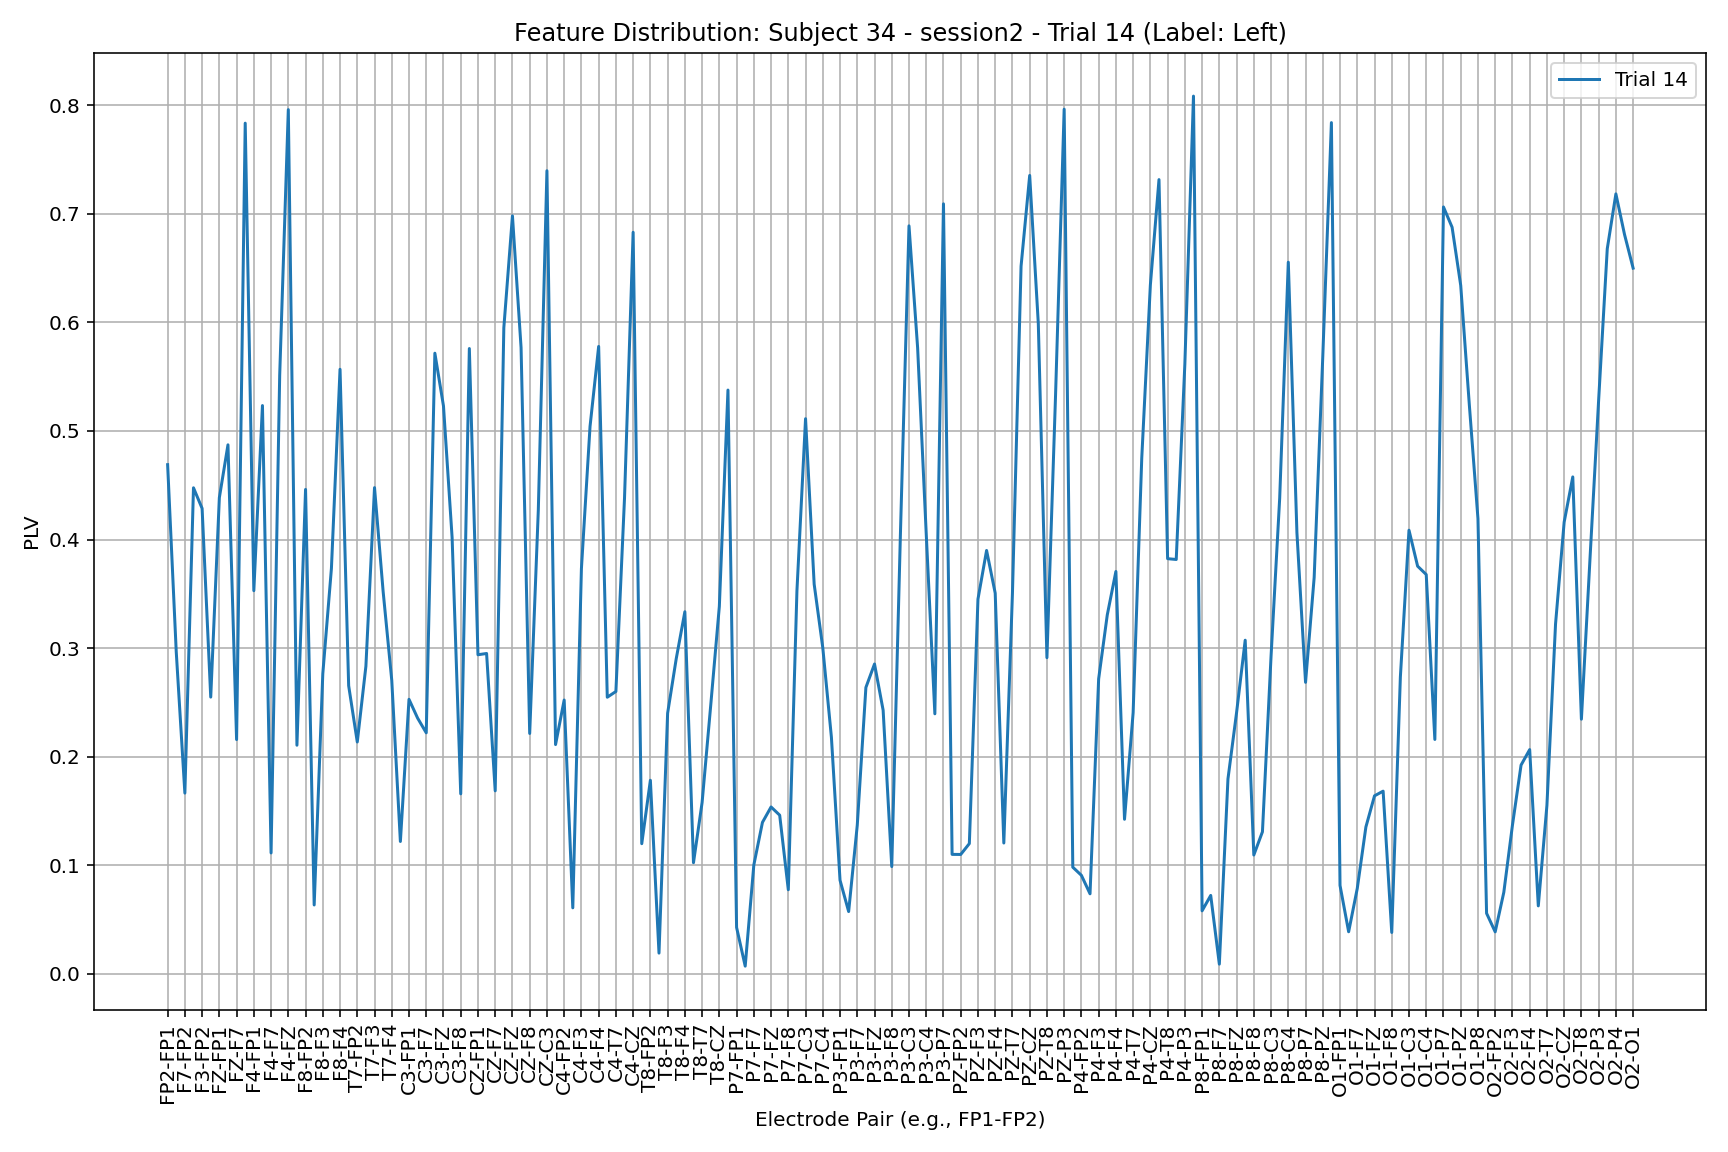 Feature Distribution: Subject 34 - session2 - Trial 14 (Label: Left)
Trial 14
0.8
0.7
0.6
0.5
0.4
0.3
0.2
0.1
0.0
PLV
FP2-FP1
F7-FP2
F3-FP2
FZ-FP1
FZ-F7
F4-FP1
F4-F7
F4-FZ
F8-FP2
F8-F3
F8-F4
T7-FP2
T7-F3
T7-F4
C3-FP1
C3-F7
C3-FZ
C3-F8
CZ-FP1
CZ-F7
CZ-FZ
CZ-F8
CZ-C3
C4-FP2
C4-F3
C4-F4
C4-T7
C4-CZ
T8-FP2
T8-F3
T8-F4
T8-T7
T8-CZ
P7-FP1
P7-F7
P7-FZ
P7-F8
P7-C3
P7-C4
P3-FP1
P3-F7
P3-FZ
P3-F8
P3-C3
P3-C4
P3-P7
PZ-FP2
PZ-F3
PZ-F4
PZ-T7
PZ-CZ
PZ-T8
PZ-P3
P4-FP2
P4-F3
P4-F4
P4-T7
P4-CZ
P4-T8
P4-P3
P8-FP1
P8-F7
P8-FZ
P8-F8
P8-C3
P8-C4
P8-P7
P8-PZ
O1-FP1
O1-F7
O1-FZ
O1-F8
O1-C3
O1-C4
O1-P7
O1-PZ
O1-P8
O2-FP2
O2-F3
O2-F4
O2-T7
O2-CZ
O2-T8
O2-P3
O2-P4
O2-O1
Electrode Pair (e.g., FP1-FP2)